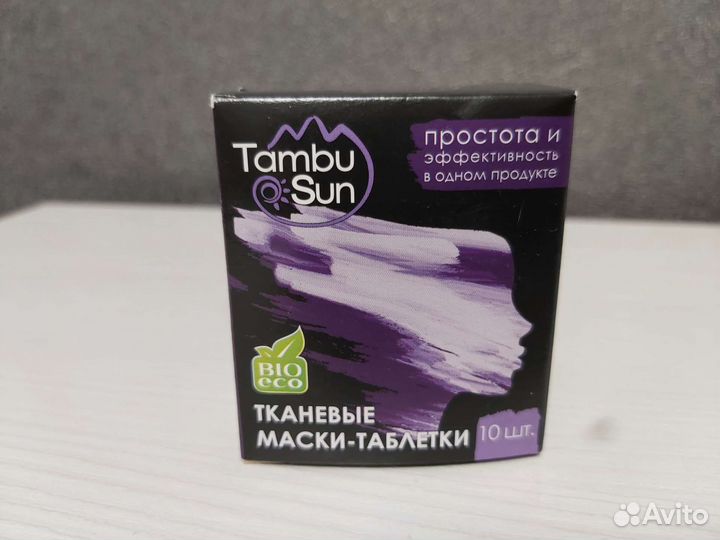 Tambu
Sun
простота и
эффективность
в одном продукте
BIO
eco
ТКАНЕВЫЕ
МАСКИ-ТАБЛЕТКИ
10 шт.
Avito